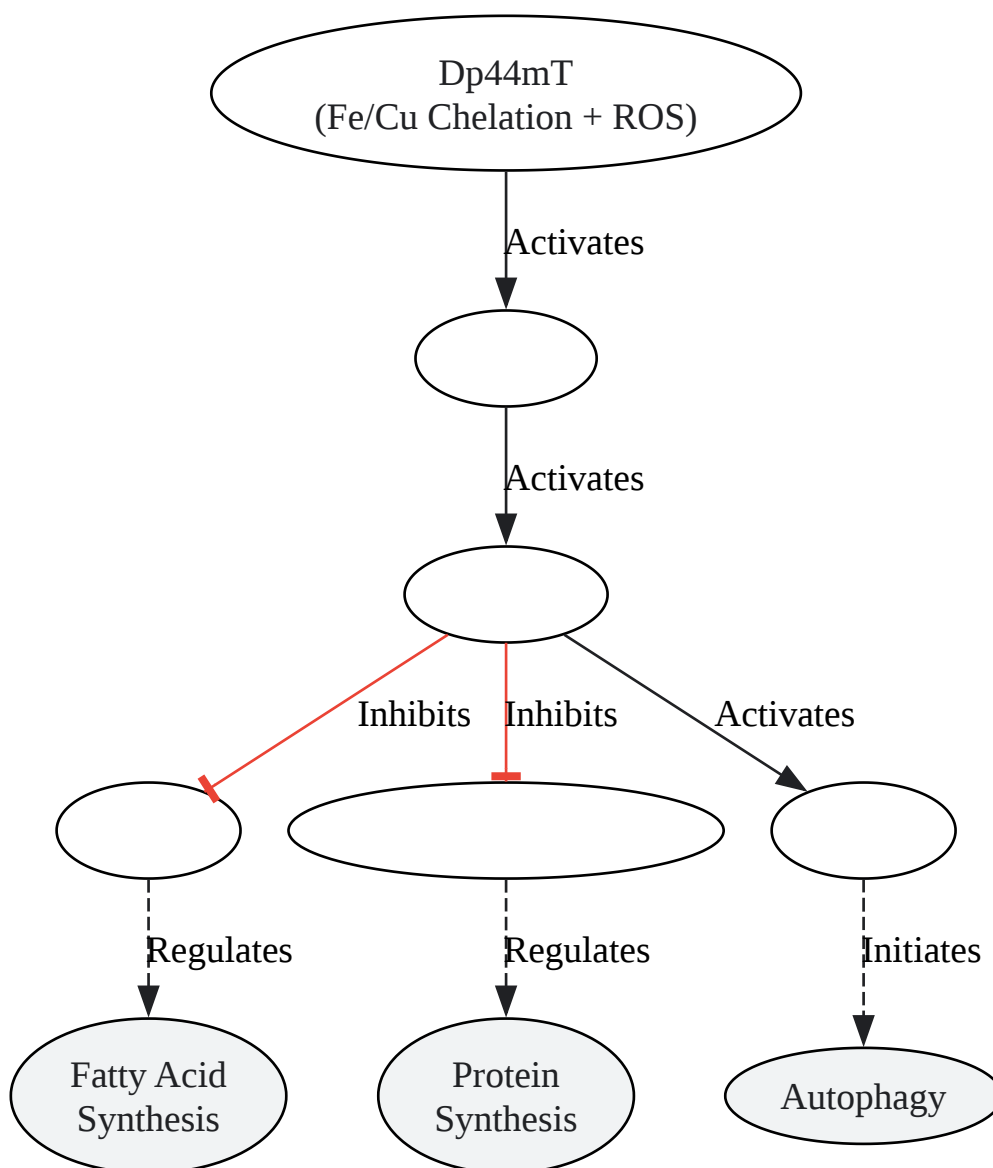 Dp44mT
(Fe/Cu Chelation + ROS)
Activates
Activates
Inhibits
Inhibits
Activates
Regulates
Regulates
Initiates
Fatty Acid
Synthesis
Protein
Synthesis
Autophagy